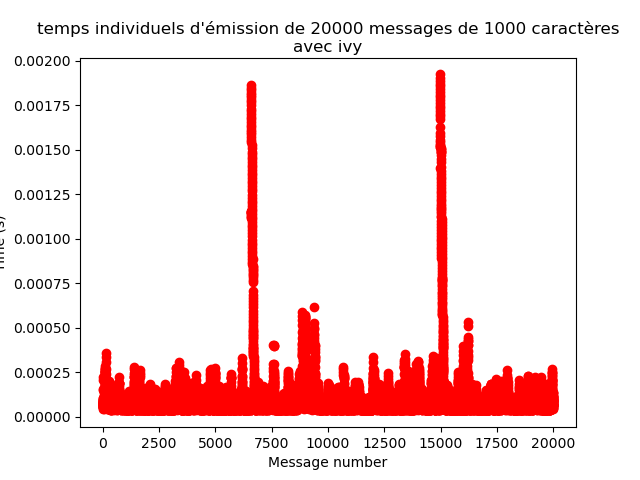 temps individuels d'émission de 20000 messages de 1000 caractères
avec ivy
0.00200
0.00175
0.00150
0.00125
0.00100
0.00075
0.00050
0.00025
0.00000
Time (s)
0 2500 5000 7500 10000 12500 15000 17500 20000
Message number